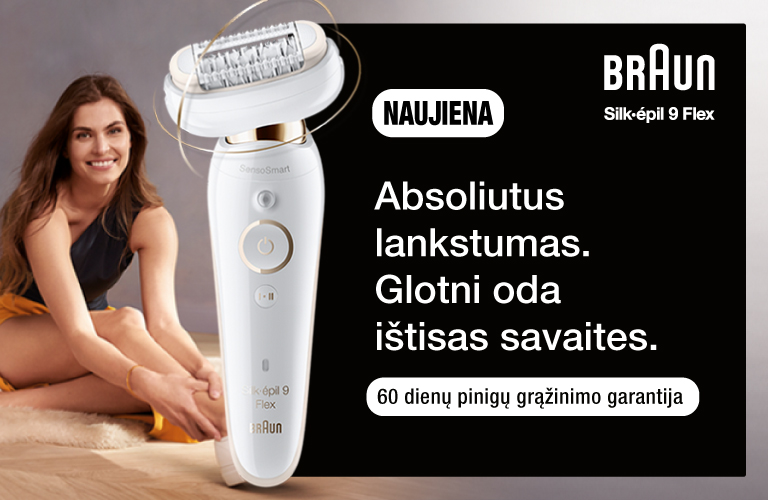 BRAUN
Silk·épil 9 Flex
NAUJIENA
Absoliutus
lankstumas.
Glotni oda
ištisas savaites.
60 dienų pinigų grąžinimo garantija
SensoSmart
Silk·épil 9
Flex
BRAUN